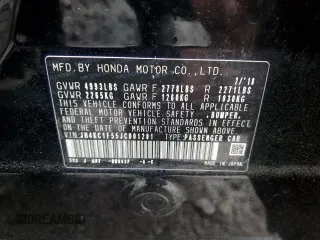 MFD.BY HONDA MOTOR CO.,LTD.
2/'18
GVWR 4993LBS GAWR F 2778LBS R 2271LBS
GVWR 2265KG GAWR F 1260KG R 1030KG
THIS VEHICLE CONFORMS TO ALL APPLICABLE
FEDERAL MOTOR VEHICLE SAFETY, BUMPER,
AND THEFT PREVENTION STANDARDS IN EFFECT
ON THE DATE OF MANUFACTURE SHOWN ABOVE.
TYPE:PASSENGER CAR
MADE IN JAPAN